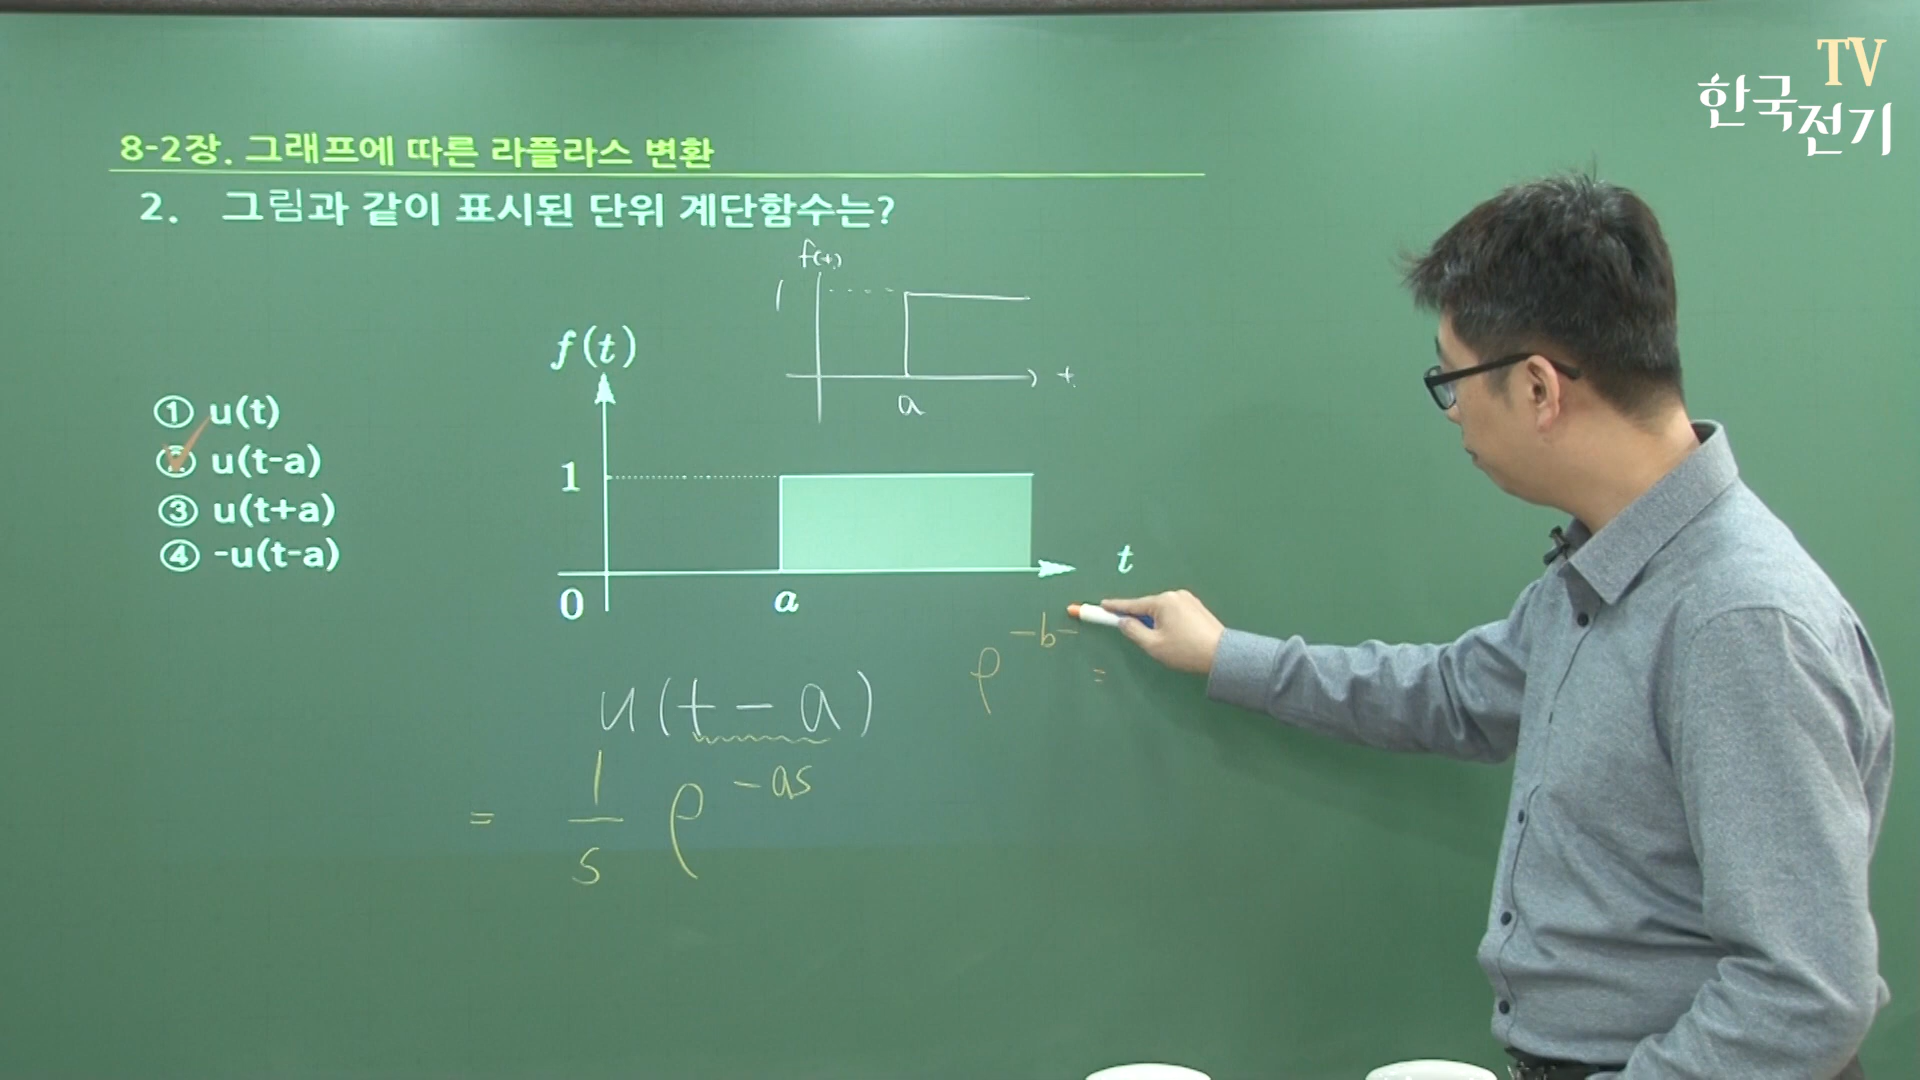 TV
한국전기
8-2장. 그래프에 따른 라플라스 변환
2. 그림과 같이 표시된 단위 계단함수는?
f(t)
1
a
t
f(t)
① u(t)
② u(t-a)
③ u(t+a)
④ -u(t-a)
1
0
a
t
u(t-a)
e^-b-
=
= 1/s e^-as